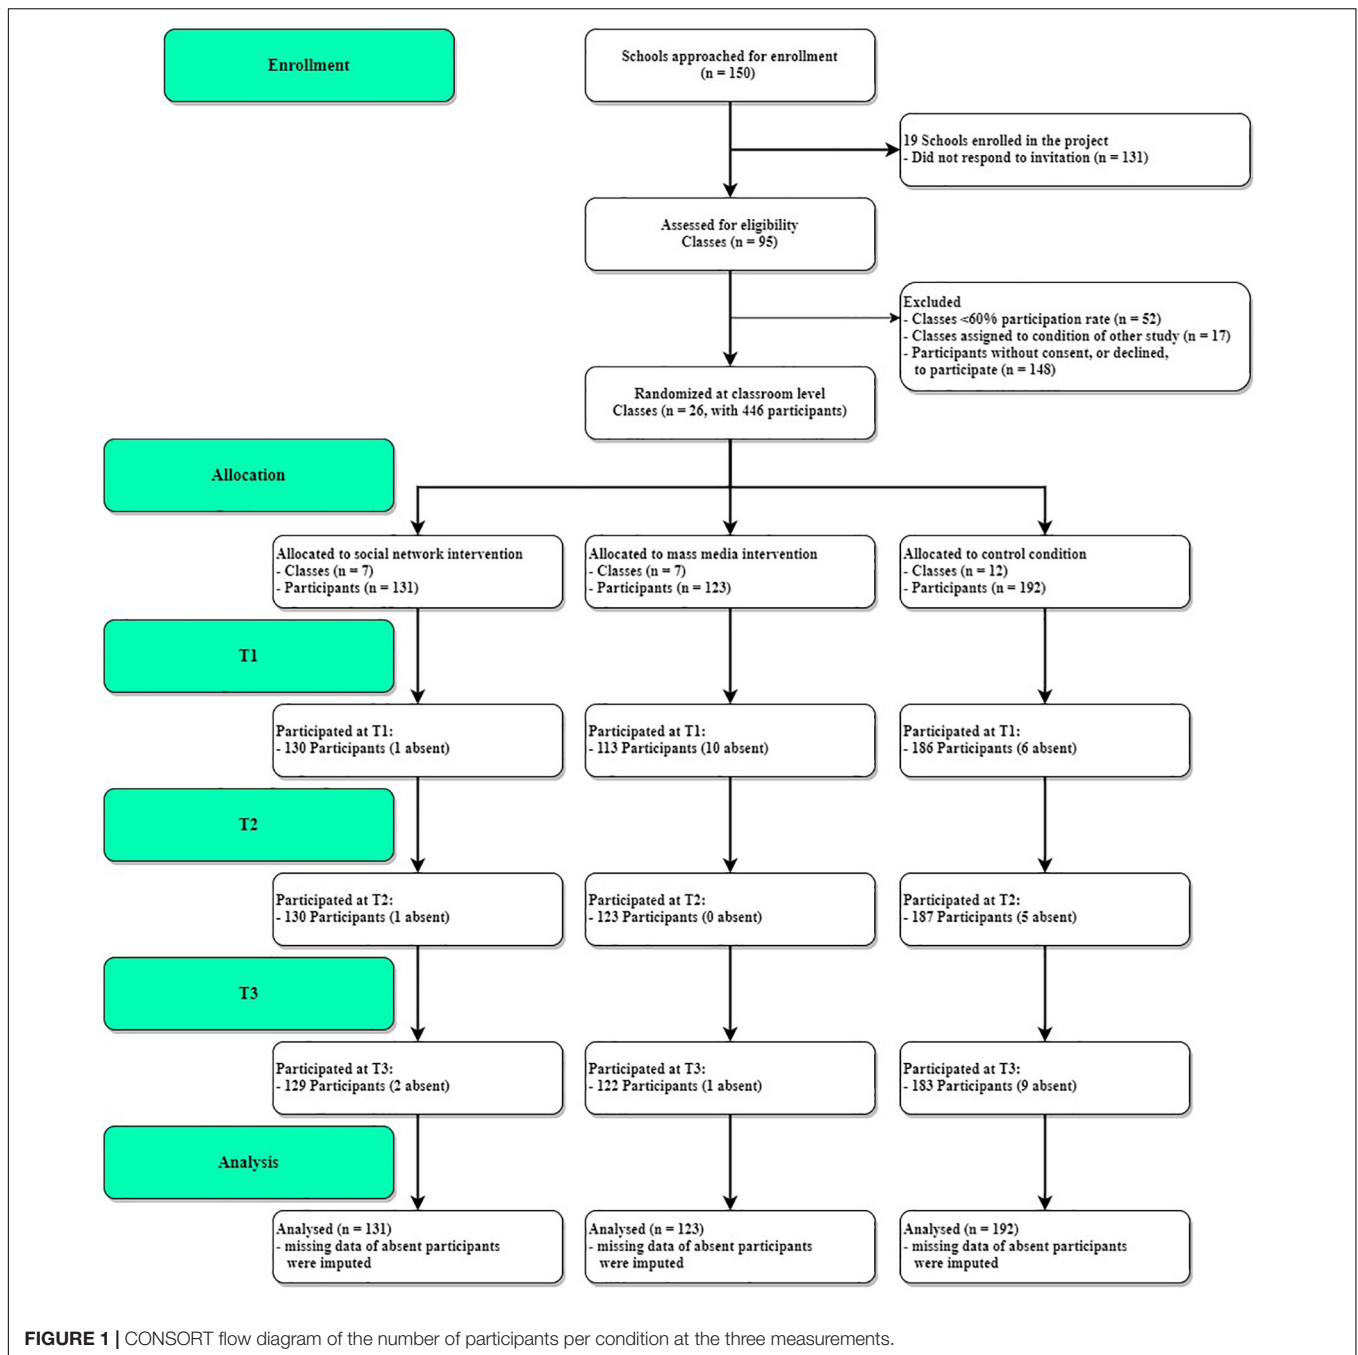 Enrollment
Schools approached for enrollment
(n = 150)
19 Schools enrolled in the project
- Did not respond to invitation (n = 131)
Assessed for eligibility
Classes (n = 95)
Excluded
- Classes <60% participation rate (n = 52)
- Classes assigned to condition of other study (n = 17)
- Participants without consent, or declined,
to participate (n = 148)
Randomized at classroom level
Classes (n = 26, with 446 participants)
Allocation
Allocated to social network intervention
- Classes (n = 7)
- Participants (n = 131)
Allocated to mass media intervention
- Classes (n = 7)
- Participants (n = 123)
Allocated to control condition
- Classes (n = 12)
- Participants (n = 192)
T1
Participated at T1:
- 130 Participants (1 absent)
Participated at T1:
- 113 Participants (10 absent)
Participated at T1:
- 186 Participants (6 absent)
T2
Participated at T2:
- 130 Participants (1 absent)
Participated at T2:
- 123 Participants (0 absent)
Participated at T2:
- 187 Participants (5 absent)
T3
Participated at T3:
- 129 Participants (2 absent)
Participated at T3:
- 122 Participants (1 absent)
Participated at T3:
- 183 Participants (9 absent)
Analysis
Analysed (n = 131)
- missing data of absent participants
were imputed
Analysed (n = 123)
- missing data of absent participants
were imputed
Analysed (n = 192)
- missing data of absent participants
were imputed
FIGURE 1 | CONSORT flow diagram of the number of participants per condition at the three measurements.